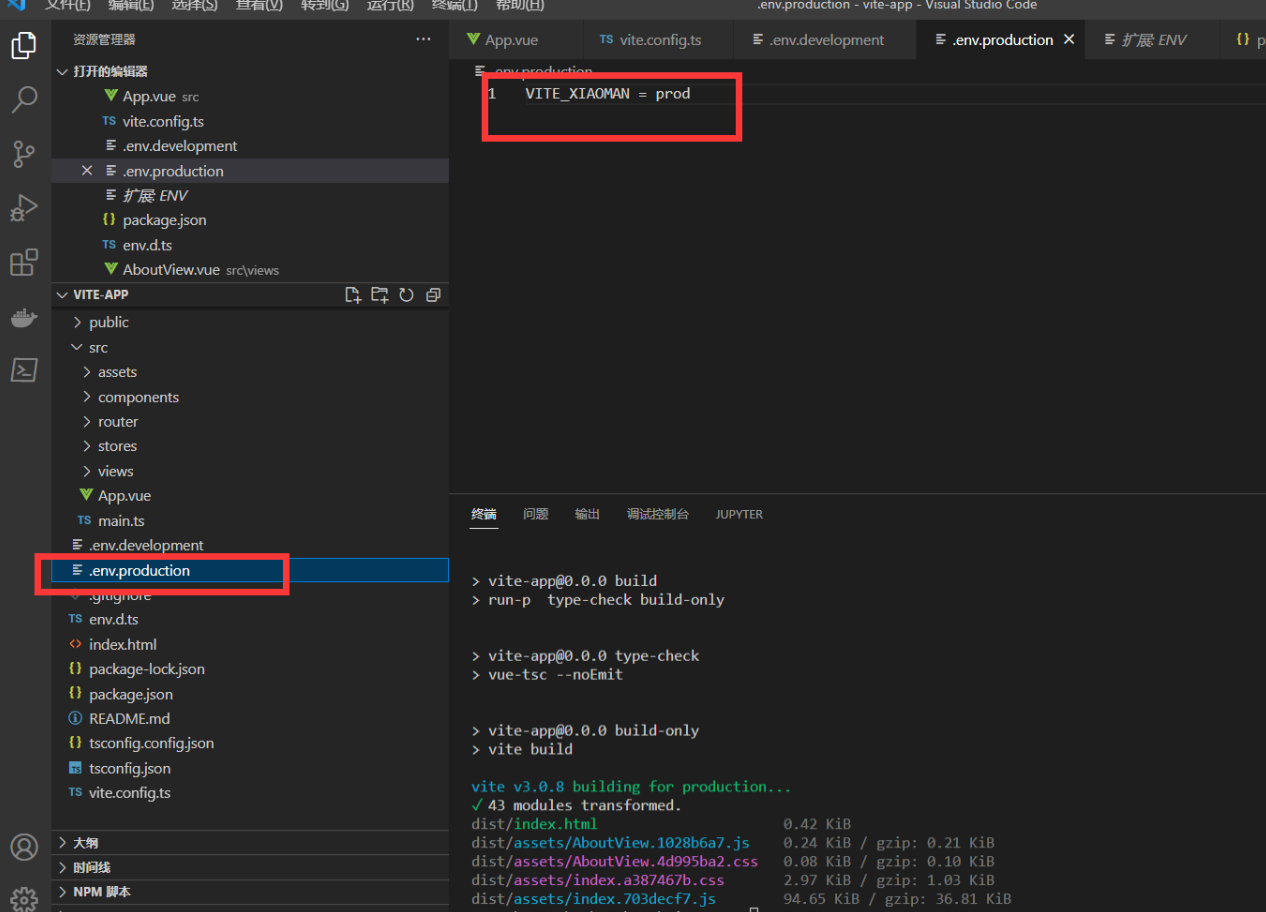 文件(F) 编辑(E) 选择(S) 查看(V) 转到(G) 运行(R) 终端(T) 帮助(H) .env.production - vite-app - Visual Studio Code
资源管理器 ···
App.vue TS vite.config.ts .env.development .env.production × 扩展: ENV {}
打开的编辑器
App.vue src
TS vite.config.ts
.env.development
× .env.production
扩展: ENV
{} package.json
TS env.d.ts
AboutView.vue src\views
.env.production
1 VITE_XIAOMAN = prod
VITE-APP
public
src
assets
components
router
stores
views
App.vue
TS main.ts
.env.development
.env.production
.gitignore
TS env.d.ts
<> index.html
{} package-lock.json
{} package.json
README.md
{} tsconfig.config.json
TS tsconfig.json
TS vite.config.ts
大纲
时间线
NPM 脚本
终端 问题 输出 调试控制台 JUPYTER
> vite-app@0.0.0 build
> run-p  type-check build-only
> vite-app@0.0.0 type-check
> vue-tsc --noEmit
> vite-app@0.0.0 build-only
> vite build
vite v3.0.8 building for production...
✓ 43 modules transformed.
dist/index.html 0.42 KiB
dist/assets/AboutView.1028b6a7.js 0.24 KiB / gzip: 0.21 KiB
dist/assets/AboutView.4d995ba2.css 0.08 KiB / gzip: 0.10 KiB
dist/assets/index.a387467b.css 2.97 KiB / gzip: 1.03 KiB
dist/assets/index.703decf7.js 94.65 KiB / gzip: 36.81 KiB